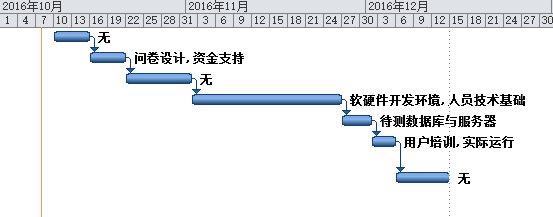 2016年10月 2016年11月 2016年12月
1 4 7 10 13 16 19 22 25 28 31 3 6 9 12 15 18 21 24 27 30 3 6 9 12 15 18 21 24 27 30
无
问卷设计, 资金支持
无
软硬件开发环境, 人员技术基础
待测数据库与服务器
用户培训, 实际运行
无